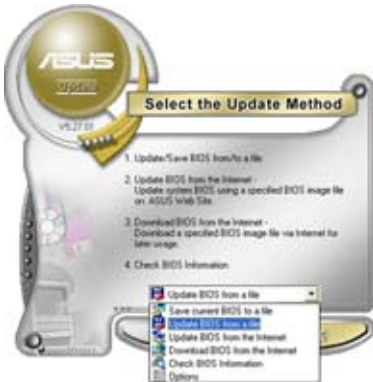 ASUS
Update
V5.27.01
Select the Update Method
1. Update/Save BIOS from/to a file
2. Update BIOS from the Internet -
Update system BIOS using a specified BIOS image file
on ASUS Web Site.
3. Download BIOS from the Internet -
Download a specified BIOS image file via Internet for
later usage.
4. Check BIOS Information
Update BIOS from a file
Save current BIOS to a file
Update BIOS from a file
Update BIOS from the Internet
Download BIOS from the Internet
Check BIOS Information
Options